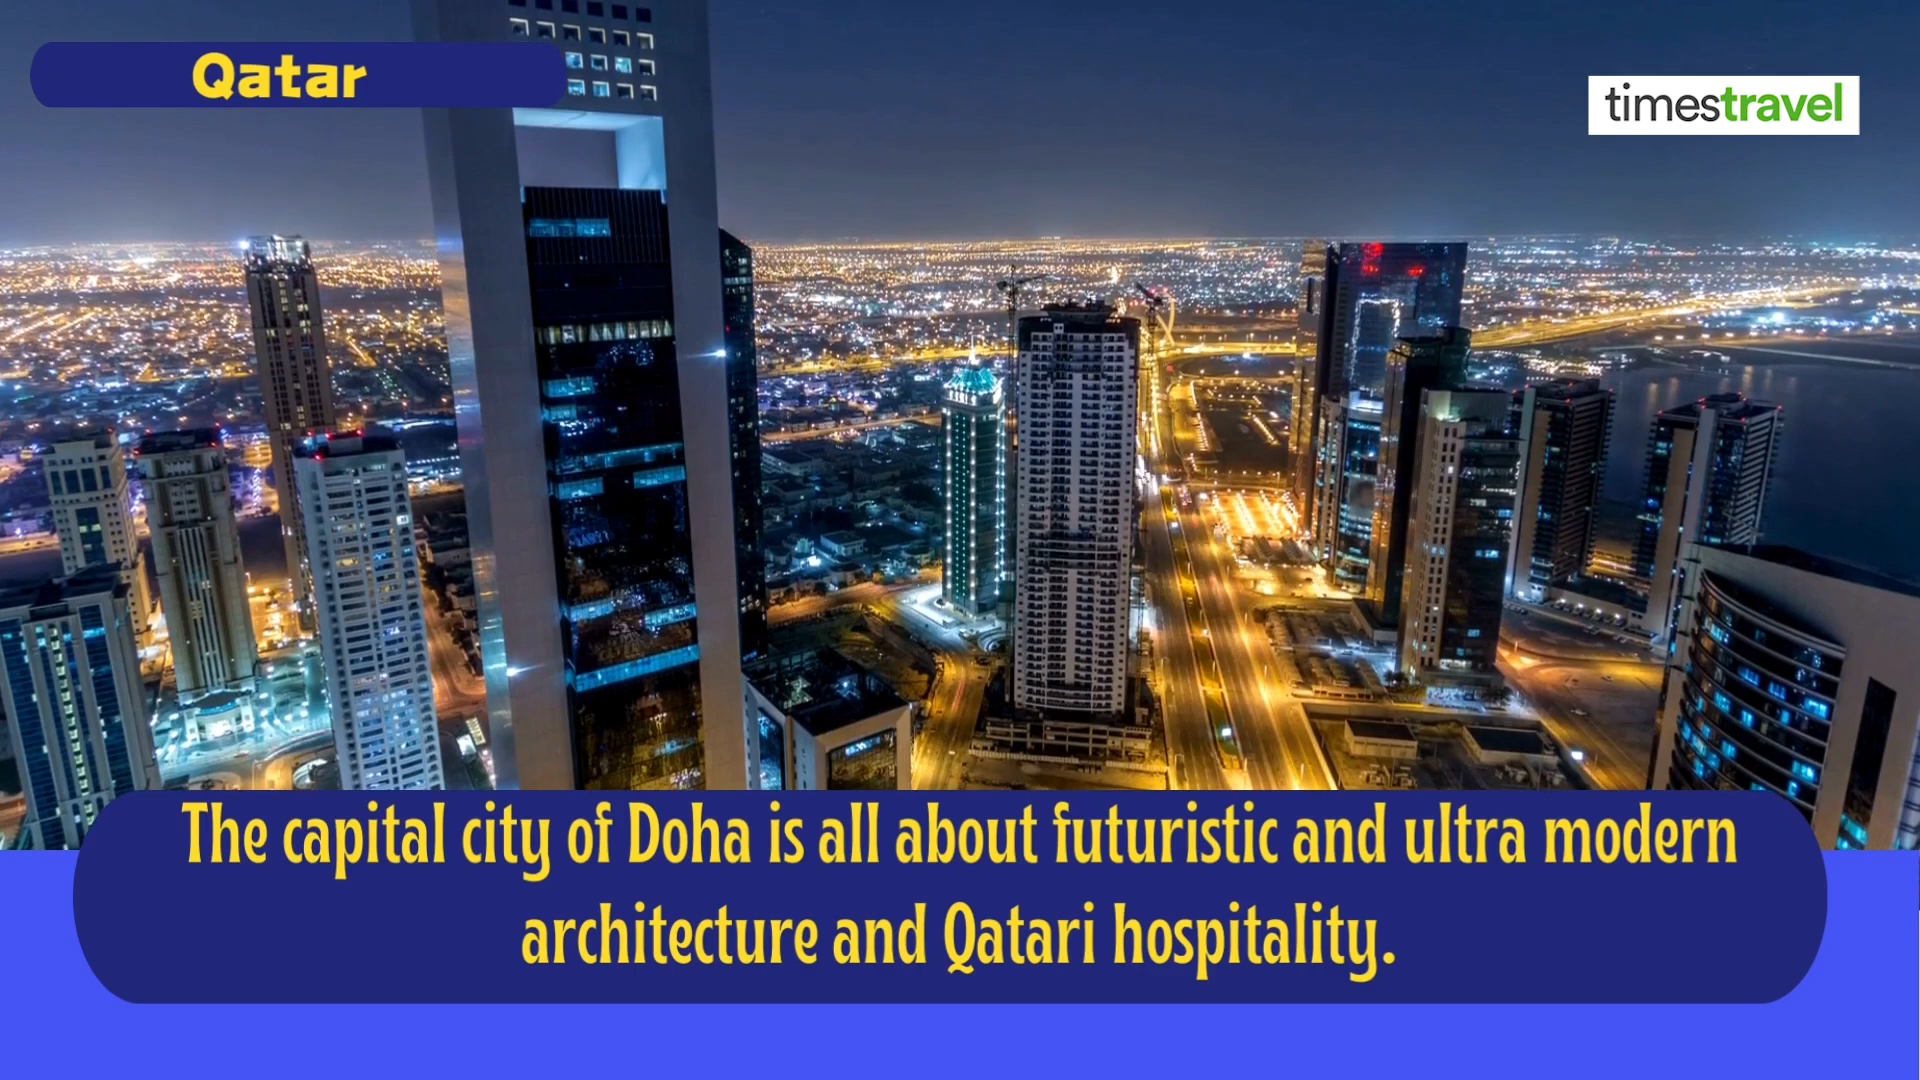 Qatar
timestravel
The capital city of Doha is all about futuristic and ultra modern
architecture and Qatari hospitality.